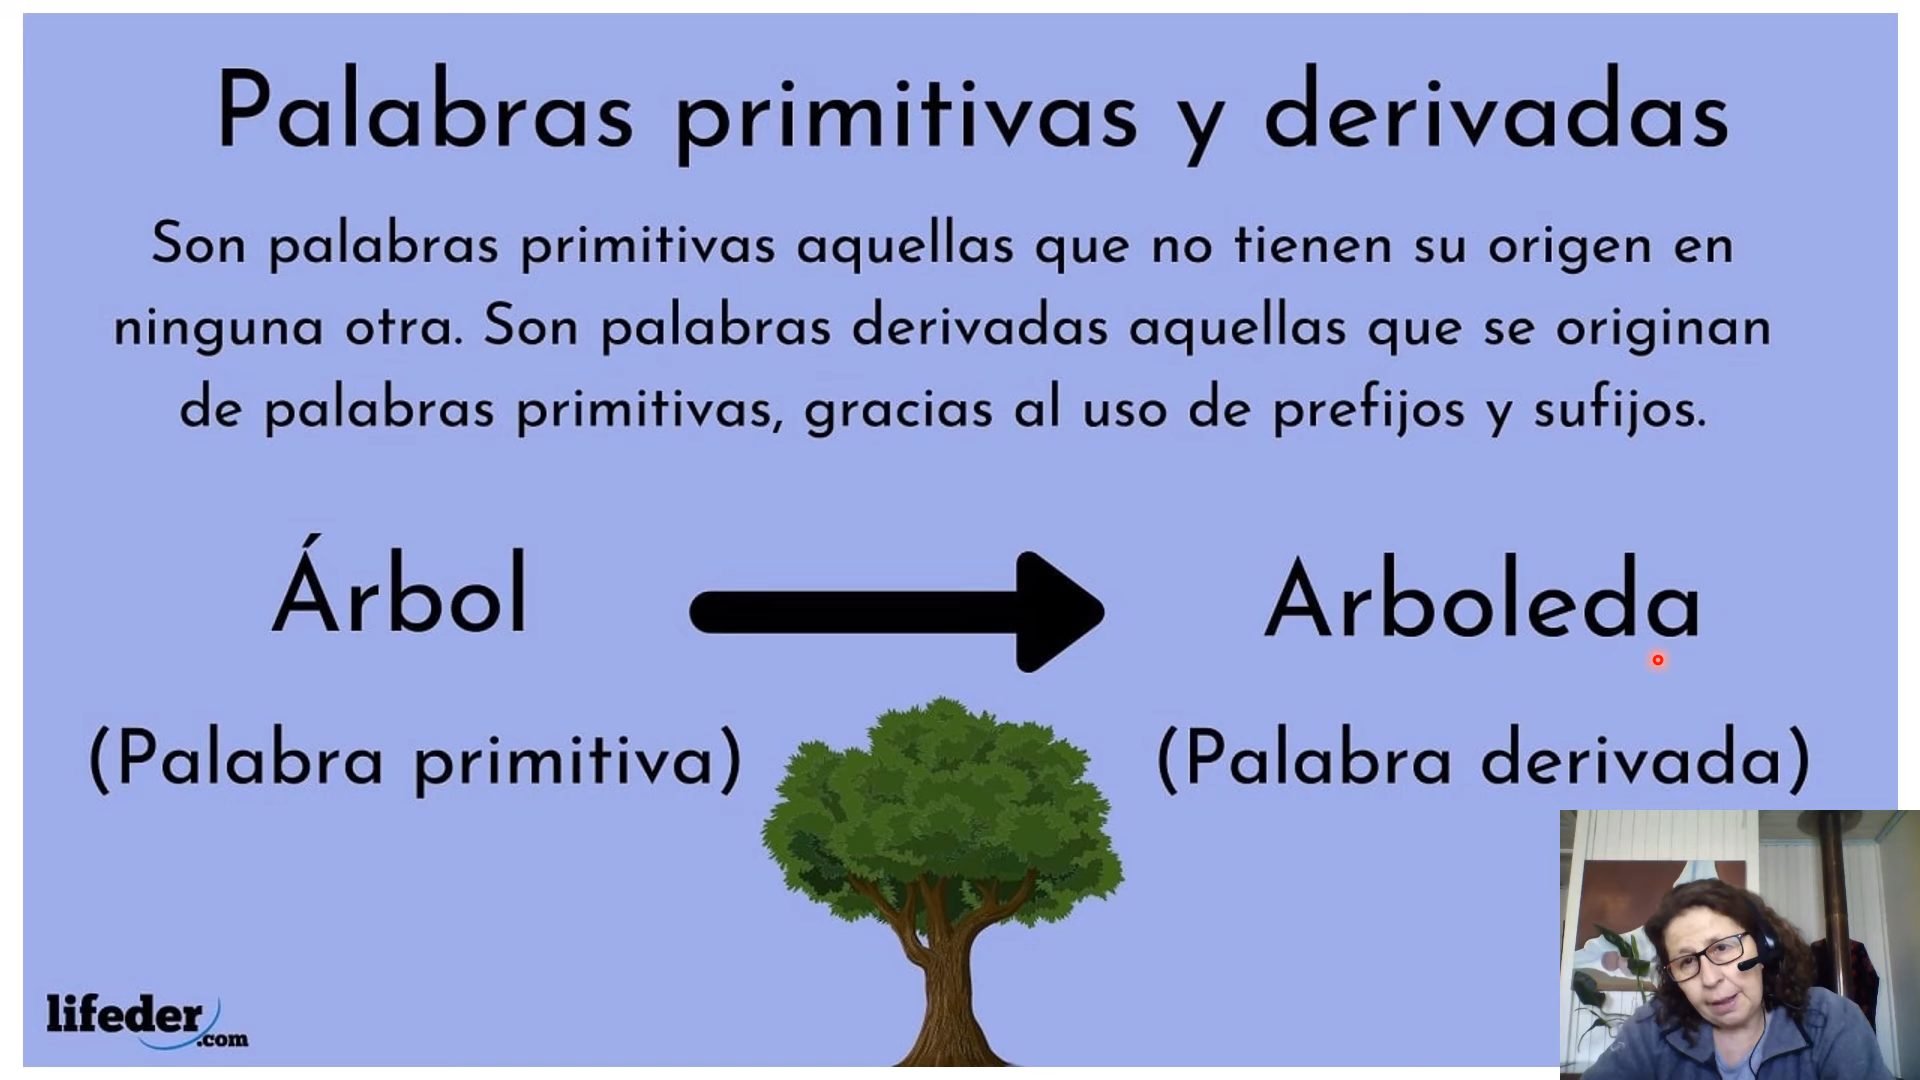 Palabras primitivas y derivadas
Son palabras primitivas aquellas que no tienen su origen en
ninguna otra. Son palabras derivadas aquellas que se originan
de palabras primitivas, gracias al uso de prefijos y sufijos.
Árbol
Arboleda
(Palabra primitiva)
(Palabra derivada)
lifeder
.com